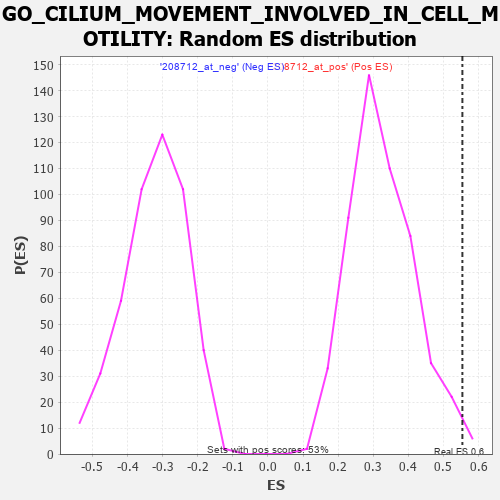 GO_CILIUM_MOVEMENT_INVOLVED_IN_CELL_M
OTILITY: Random ES distribution
'208712_at_neg' (Neg ES)
8712_at_pos' (Pos ES)
150
140
130
120
110
100
90
80
70
60
50
40
30
20
10
0
P(ES)
Sets with pos scores: 53%
Real ES 0.6
-0.5 -0.4 -0.3 -0.2 -0.1 0.0 0.1 0.2 0.3 0.4 0.5 0.6
ES